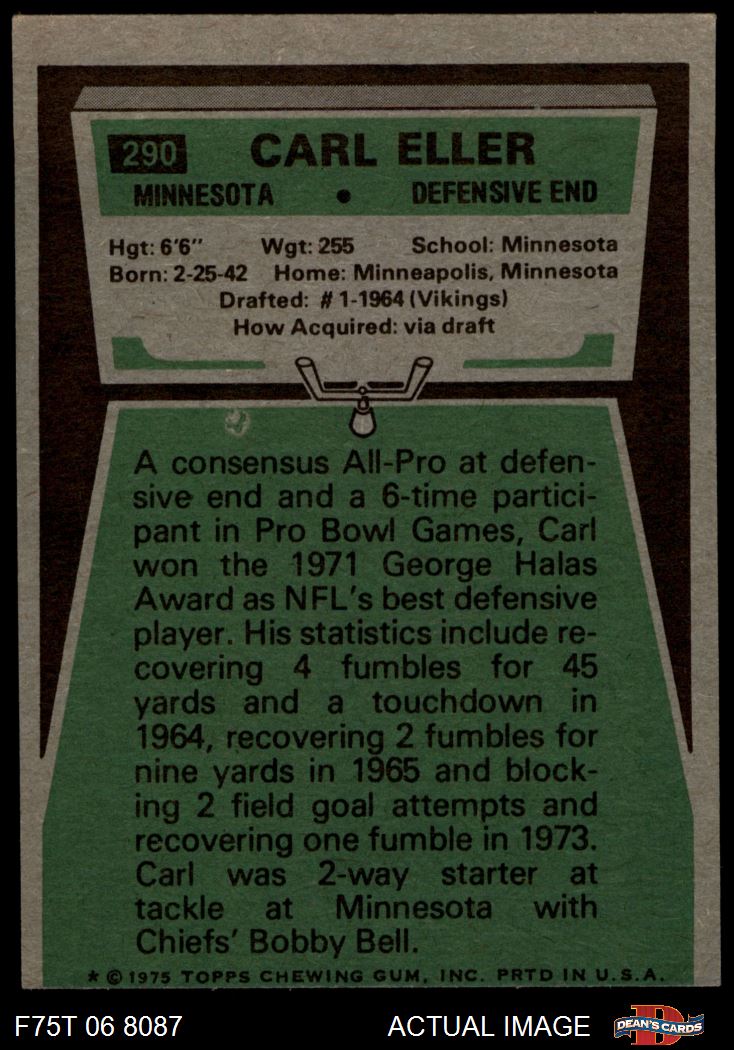 290 CARL ELLER
MINNESOTA • DEFENSIVE END
Hgt: 6'6" Wgt: 255 School: Minnesota
Born: 2-25-42 Home: Minneapolis, Minnesota
Drafted: #1-1964 (Vikings)
How Acquired: via draft
A consensus All-Pro at defen-
sive end and a 6-time partici-
pant in Pro Bowl Games, Carl
won the 1971 George Halas
Award as NFL's best defensive
player. His statistics include re-
covering 4 fumbles for 45
yards and a touchdown in
1964, recovering 2 fumbles for
nine yards in 1965 and block-
ing 2 field goal attempts and
recovering one fumble in 1973.
Carl was 2-way starter at
tackle at Minnesota with
Chiefs' Bobby Bell.
* © 1975 TOPPS CHEWING GUM, INC. PRTD IN U.S.A.
F75T 06 8087 ACTUAL IMAGE DEAN'S CARDS